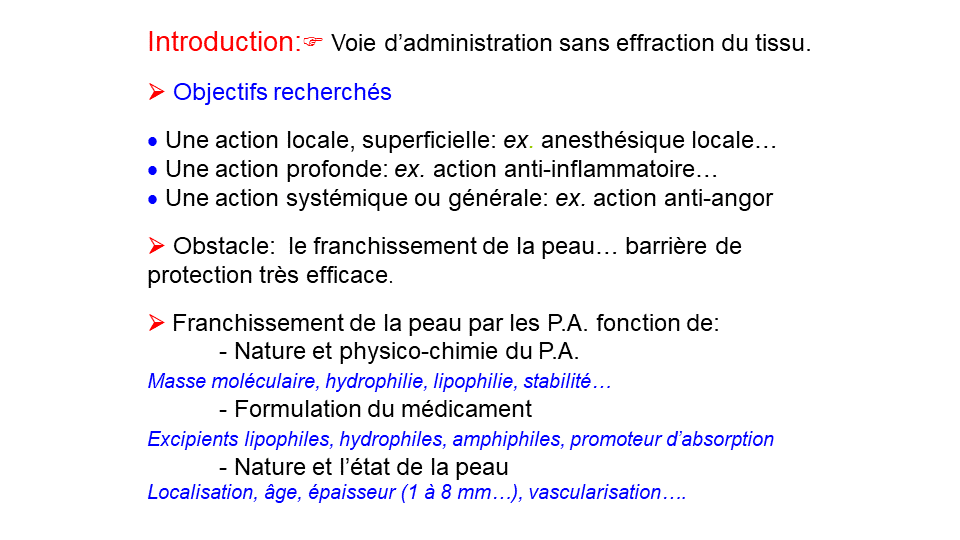 Introduction:☞ Voie d’administration sans effraction du tissu.
➢ Objectifs recherchés
• Une action locale, superficielle: ex. anesthésique locale…
• Une action profonde: ex. action anti-inflammatoire…
• Une action systémique ou générale: ex. action anti-angor
➢ Obstacle: le franchissement de la peau… barrière de
protection très efficace.
➢ Franchissement de la peau par les P.A. fonction de:
- Nature et physico-chimie du P.A.
Masse moléculaire, hydrophilie, lipophilie, stabilité…
- Formulation du médicament
Excipients lipophiles, hydrophiles, amphiphiles, promoteur d’absorption
- Nature et l’état de la peau
Localisation, âge, épaisseur (1 à 8 mm…), vascularisation….